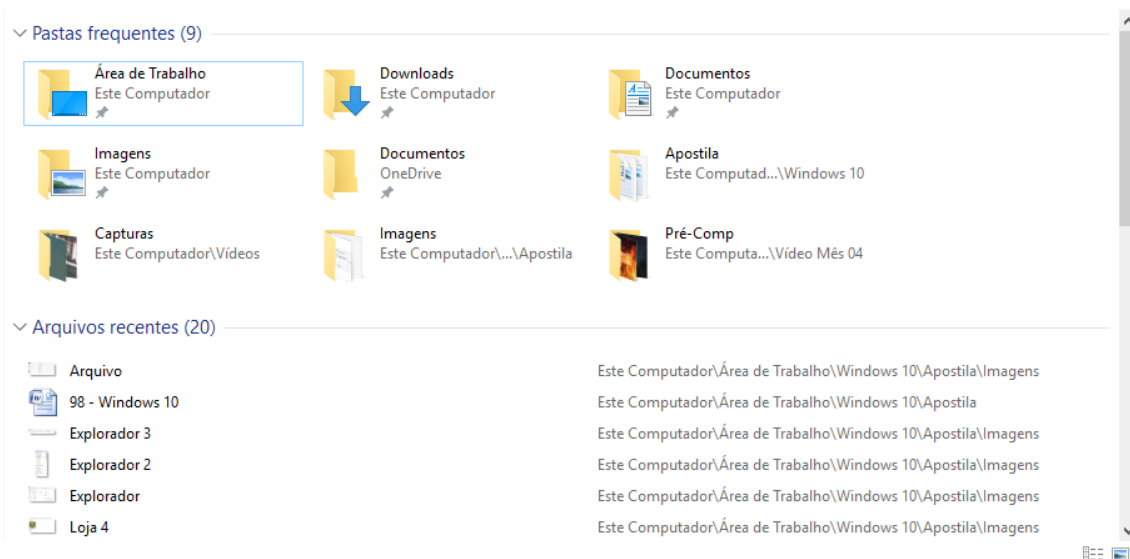 Pastas frequentes (9)
Área de Trabalho
Este Computador
Downloads
Este Computador
Documentos
Este Computador
Imagens
Este Computador
Documentos
OneDrive
Apostila
Este Computad...\Windows 10
Capturas
Este Computador\Vídeos
Imagens
Este Computador\...\Apostila
Pré-Comp
Este Computa...\Vídeo Mês 04
Arquivos recentes (20)
Arquivo Este Computador\Área de Trabalho\Windows 10\Apostila\Imagens
98 - Windows 10 Este Computador\Área de Trabalho\Windows 10\Apostila
Explorador 3 Este Computador\Área de Trabalho\Windows 10\Apostila\Imagens
Explorador 2 Este Computador\Área de Trabalho\Windows 10\Apostila\Imagens
Explorador Este Computador\Área de Trabalho\Windows 10\Apostila\Imagens
Loja 4 Este Computador\Área de Trabalho\Windows 10\Apostila\Imagens